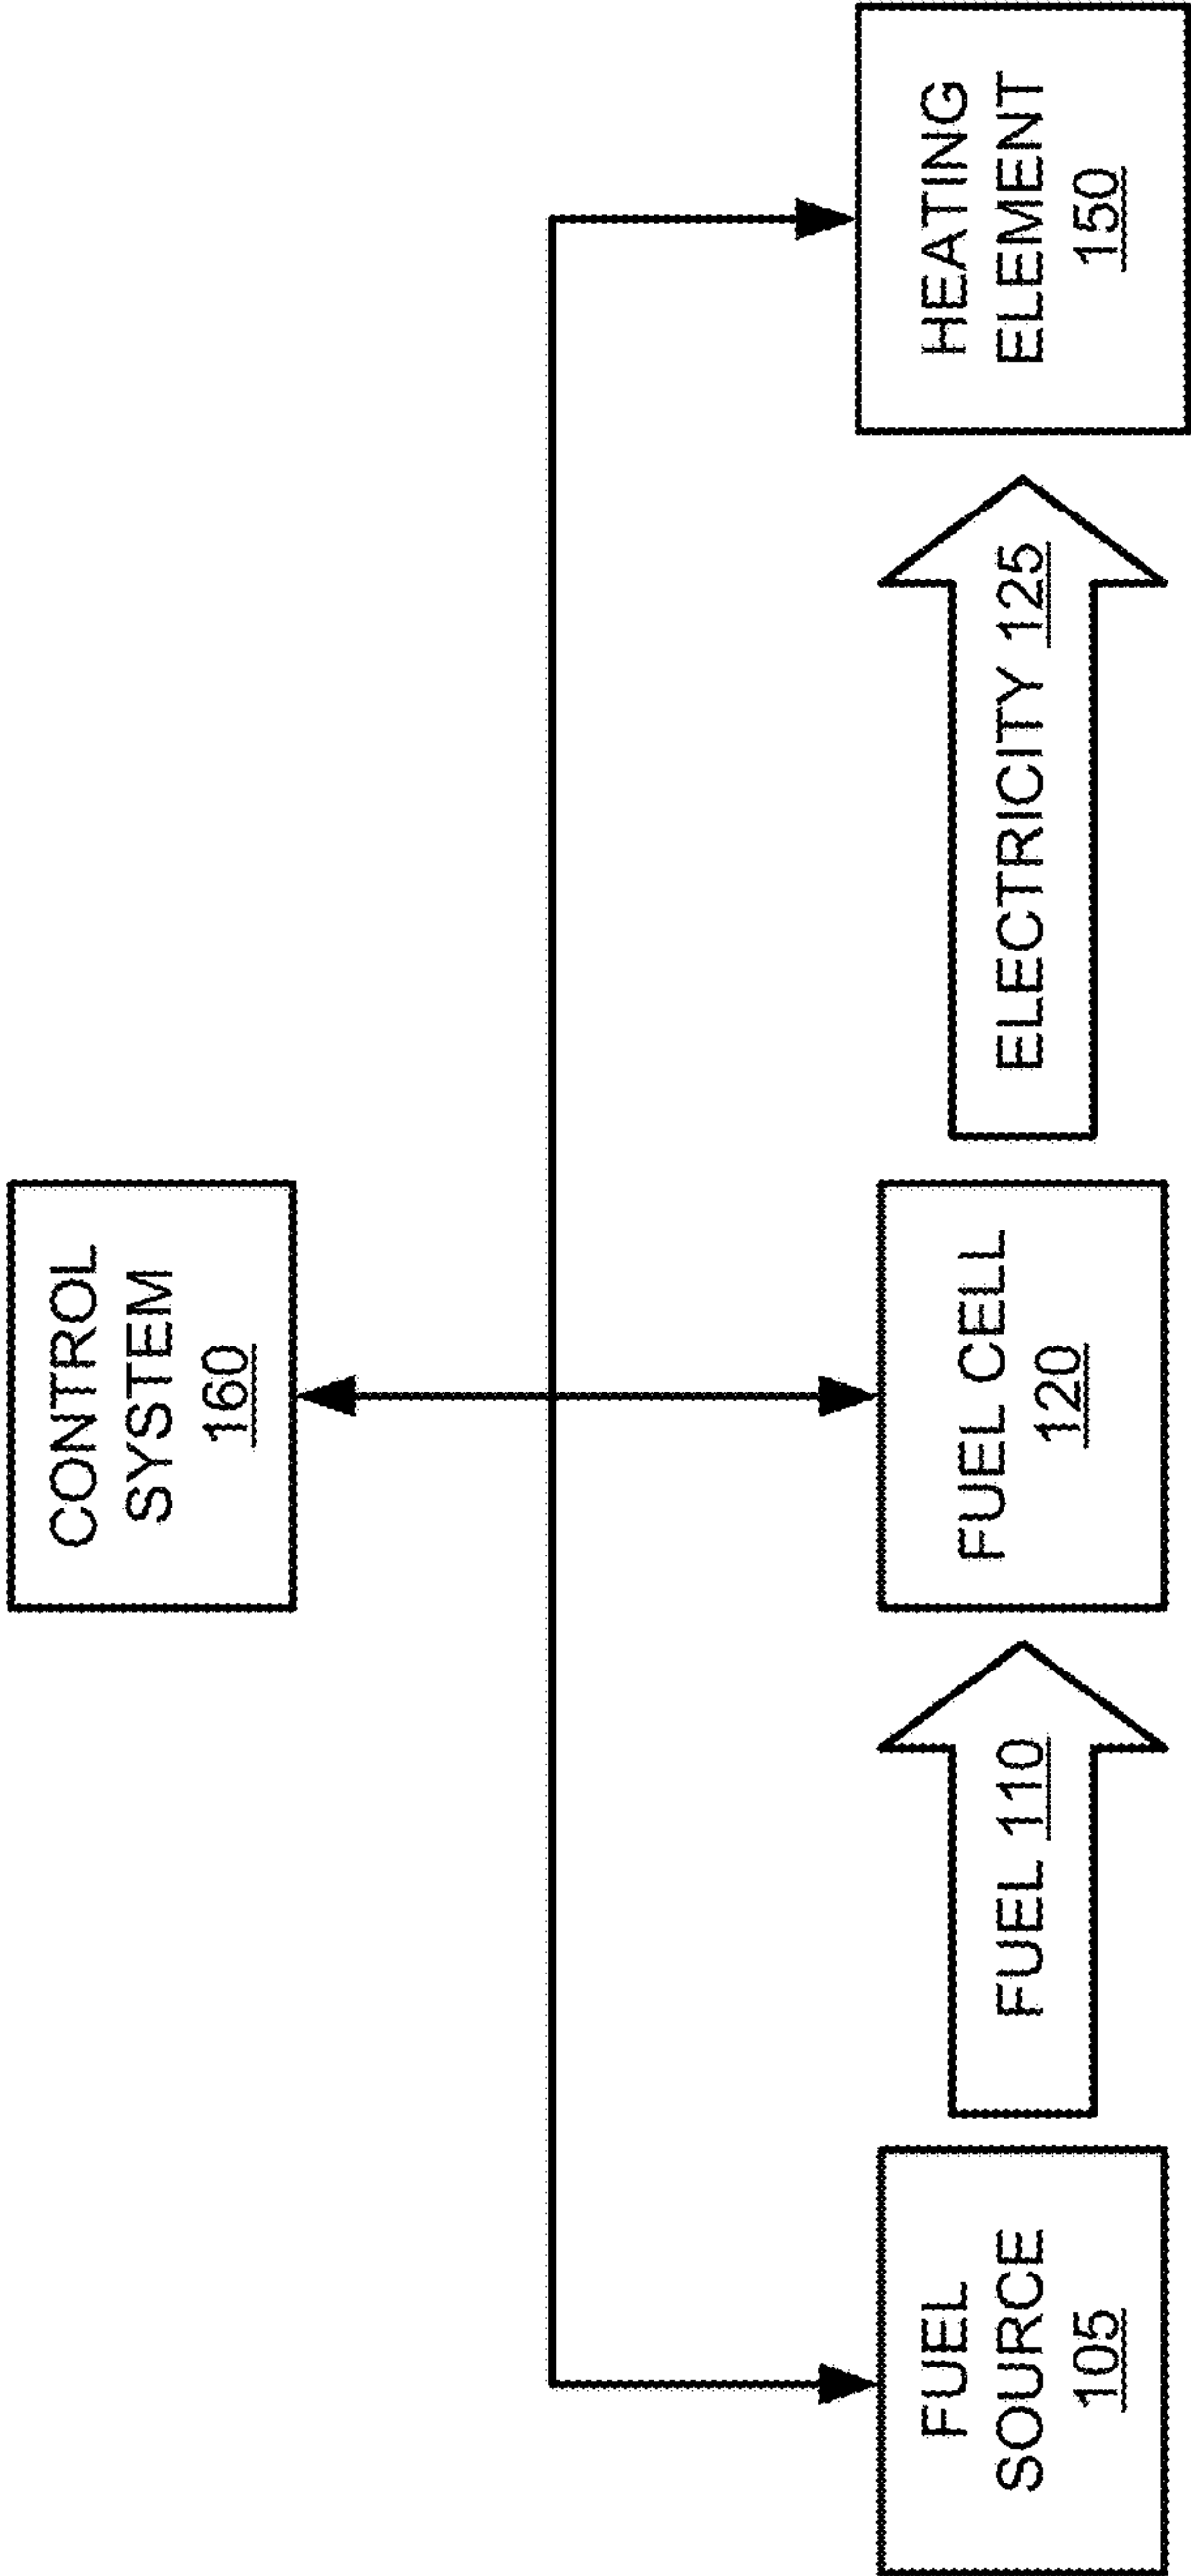 CONTROL
SYSTEM
160
FUEL
SOURCE
105
FUEL 110
FUEL CELL
120
ELECTRICITY 125
HEATING
ELEMENT
150